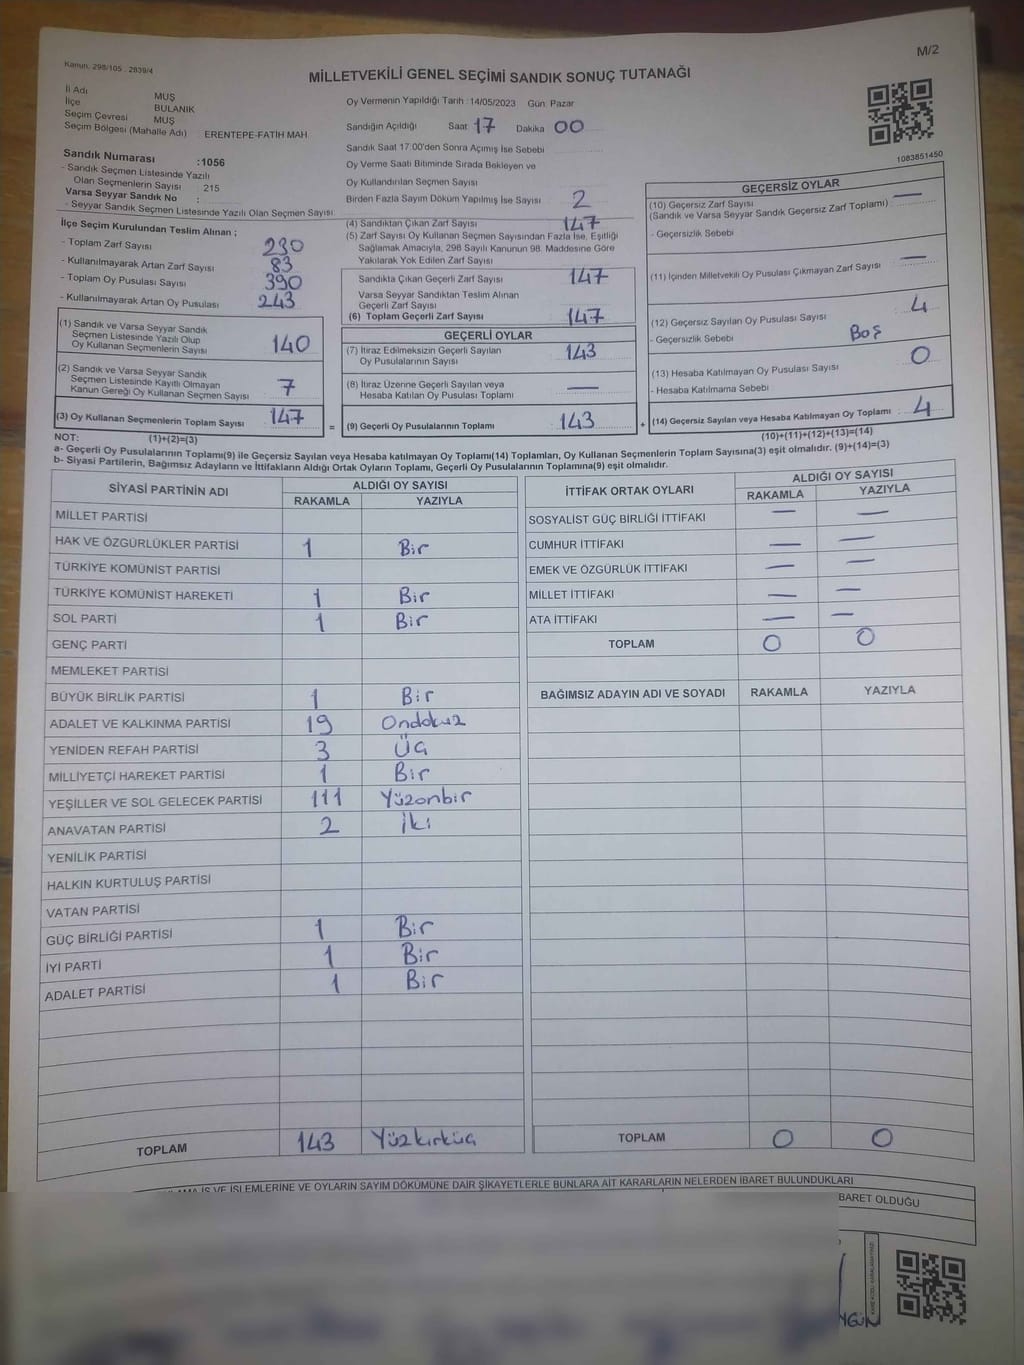 M/2
Kanun. 298/105 . 2839/4
MİLLETVEKİLİ GENEL SEÇİMİ SANDIK SONUÇ TUTANAĞI
İl Adı MUŞ
İlçe BULANIK
Seçim Çevresi MUŞ
Seçim Bölgesi (Mahalle Adı) : ERENTEPE-FATİH MAH.
Sandık Numarası :1056
- Sandık Seçmen Listesinde Yazılı
Olan Seçmenlerin Sayısı : 215
Varsa Seyyar Sandık No :
- Seyyar Sandık Seçmen Listesinde Yazılı Olan Seçmen Sayısı
Oy Vermenin Yapıldığı Tarih :14/05/2023 Gün: Pazar
Sandığın Açıldığı Saat 17 Dakika 00
Sandık Saat 17:00'den Sonra Açılmış İse Sebebi
Oy Verme Saati Bitiminde Sırada Bekleyen ve
Oy Kullandırılan Seçmen Sayısı
Birden Fazla Sayım Döküm Yapılmış İse Sayısı 2
1083851450
İlçe Seçim Kurulundan Teslim Alınan ;
- Toplam Zarf Sayısı 230
- Kullanılmayarak Artan Zarf Sayısı 83
- Toplam Oy Pusulası Sayısı 390
- Kullanılmayarak Artan Oy Pusulası 243
(1) Sandık ve Varsa Seyyar Sandık
Seçmen Listesinde Yazılı Olup
Oy Kullanan Seçmenlerin Sayısı 140
(2) Sandık ve Varsa Seyyar Sandık
Seçmen Listesinde Kayıtlı Olmayan
Kanun Gereği Oy Kullanan Seçmen Sayısı 7
(3) Oy Kullanan Seçmenlerin Toplam Sayısı 147 =
(4) Sandıktan Çıkan Zarf Sayısı 147
(5) Zarf Sayısı Oy Kullanan Seçmen Sayısından Fazla İse, Eşitliği
Sağlamak Amacıyla, 298 Sayılı Kanunun 98. Maddesine Göre
Yakılarak Yok Edilen Zarf Sayısı
Sandıkta Çıkan Geçerli Zarf Sayısı 147
Varsa Seyyar Sandıktan Teslim Alınan
Geçerli Zarf Sayısı
(6) Toplam Geçerli Zarf Sayısı 147
GEÇERLİ OYLAR
(7) İtiraz Edilmeksizin Geçerli Sayılan
Oy Pusulalarının Sayısı 143
(8) İtiraz Üzerine Geçerli Sayılan veya
Hesaba Katılan Oy Pusulası Toplamı —
(9) Geçerli Oy Pusulalarının Toplamı 143 +
GEÇERSİZ OYLAR
(10) Geçersiz Zarf Sayısı —
(Sandık ve Varsa Seyyar Sandık Geçersiz Zarf Toplamı) :
- Geçersizlik Sebebi
(11) İçinden Milletvekili Oy Pusulası Çıkmayan Zarf Sayısı —
(12) Geçersiz Sayılan Oy Pusulası Sayısı 4
- Geçersizlik Sebebi Boş
(13) Hesaba Katılmayan Oy Pusulası Sayısı 0
- Hesaba Katılmama Sebebi
(14) Geçersiz Sayılan veya Hesaba Katılmayan Oy Toplamı : 4
NOT: (1)+(2)=(3) (10)+(11)+(12)+(13)=(14)
a- Geçerli Oy Pusulalarının Toplamı(9) ile Geçersiz Sayılan veya Hesaba katılmayan Oy Toplamı(14) Toplamları, Oy Kullanan Seçmenlerin Toplam Sayısına(3) eşit olmalıdır. (9)+(14)=(3)
b- Siyasi Partilerin, Bağımsız Adayların ve İttifakların Aldığı Ortak Oyların Toplamı, Geçerli Oy Pusulalarının Toplamına(9) eşit olmalıdır.
SİYASİ PARTİNİN ADI ALDIĞI OY SAYISI
RAKAMLA YAZIYLA
MİLLET PARTİSİ
HAK VE ÖZGÜRLÜKLER PARTİSİ 1 Bir
TÜRKİYE KOMÜNİST PARTİSİ
TÜRKİYE KOMÜNİST HAREKETİ 1 Bir
SOL PARTİ 1 Bir
GENÇ PARTİ
MEMLEKET PARTİSİ
BÜYÜK BİRLİK PARTİSİ 1 Bir
ADALET VE KALKINMA PARTİSİ 19 Ondokuz
YENİDEN REFAH PARTİSİ 3 Üç
MİLLİYETÇİ HAREKET PARTİSİ 1 Bir
YEŞİLLER VE SOL GELECEK PARTİSİ 111 Yüzonbir
ANAVATAN PARTİSİ 2 İki
YENİLİK PARTİSİ
HALKIN KURTULUŞ PARTİSİ
VATAN PARTİSİ
GÜÇ BİRLİĞİ PARTİSİ 1 Bir
İYİ PARTİ 1 Bir
ADALET PARTİSİ 1 Bir
TOPLAM 143 Yüzkırküç
İTTİFAK ORTAK OYLARI ALDIĞI OY SAYISI
RAKAMLA YAZIYLA
SOSYALİST GÜÇ BİRLİĞİ İTTİFAKI — —
CUMHUR İTTİFAKI — —
EMEK VE ÖZGÜRLÜK İTTİFAKI — —
MİLLET İTTİFAKI — —
ATA İTTİFAKI — —
TOPLAM 0 0
BAĞIMSIZ ADAYIN ADI VE SOYADI RAKAMLA YAZIYLA
TOPLAM 0 0
İŞ VE İŞLEMLERİNE VE OYLARIN SAYIM DÖKÜMÜNE DAİR ŞİKAYETLERLE BUNLARA AİT KARARLARIN NELERDEN İBARET BULUNDUKLARI
BARET OLDUĞU